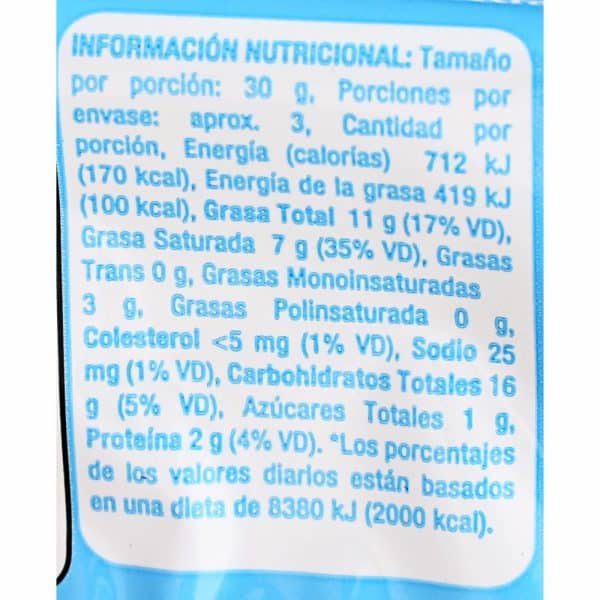 INFORMACIÓN NUTRICIONAL: Tamaño
por porción: 30 g, Porciones por
envase: aprox. 3, Cantidad por
porción, Energía (calorías) 712 kJ
(170 kcal), Energía de la grasa 419 kJ
(100 kcal), Grasa Total 11 g (17% VD),
Grasa Saturada 7 g (35% VD), Grasas
Trans 0 g, Grasas Monoinsaturadas
3 g, Grasas Polinsaturada 0 g,
Colesterol <5 mg (1% VD), Sodio 25
mg (1% VD), Carbohidratos Totales 16
g (5% VD), Azúcares Totales 1 g,
Proteína 2 g (4% VD). *Los porcentajes
de los valores diarios están basados
en una dieta de 8380 kJ (2000 kcal).